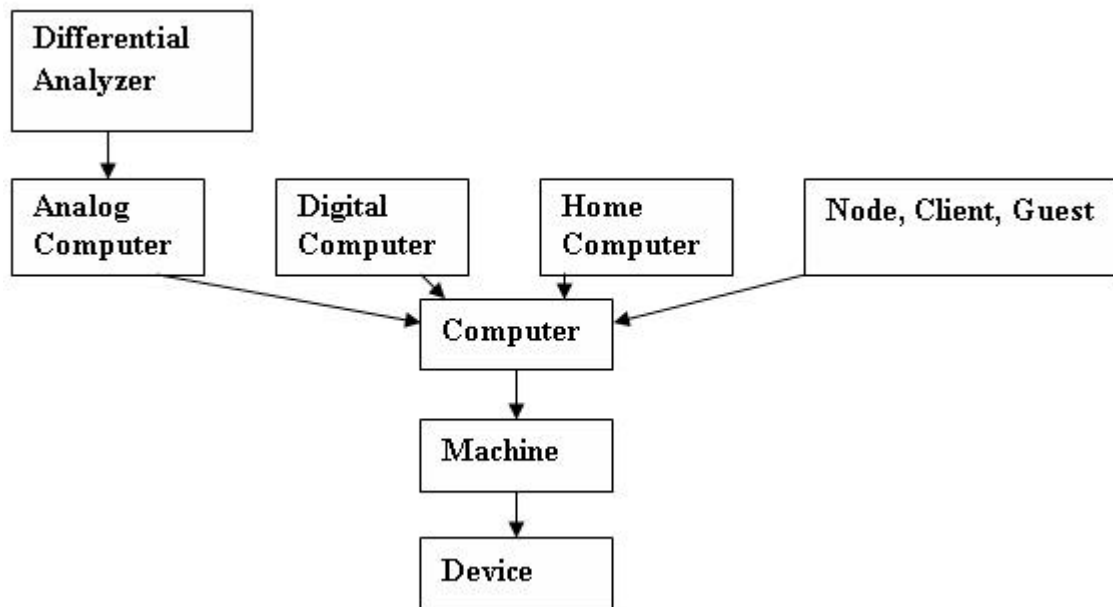 Differential
Analyzer
Analog
Computer
Digital
Computer
Home
Computer
Node, Client, Guest
Computer
Machine
Device